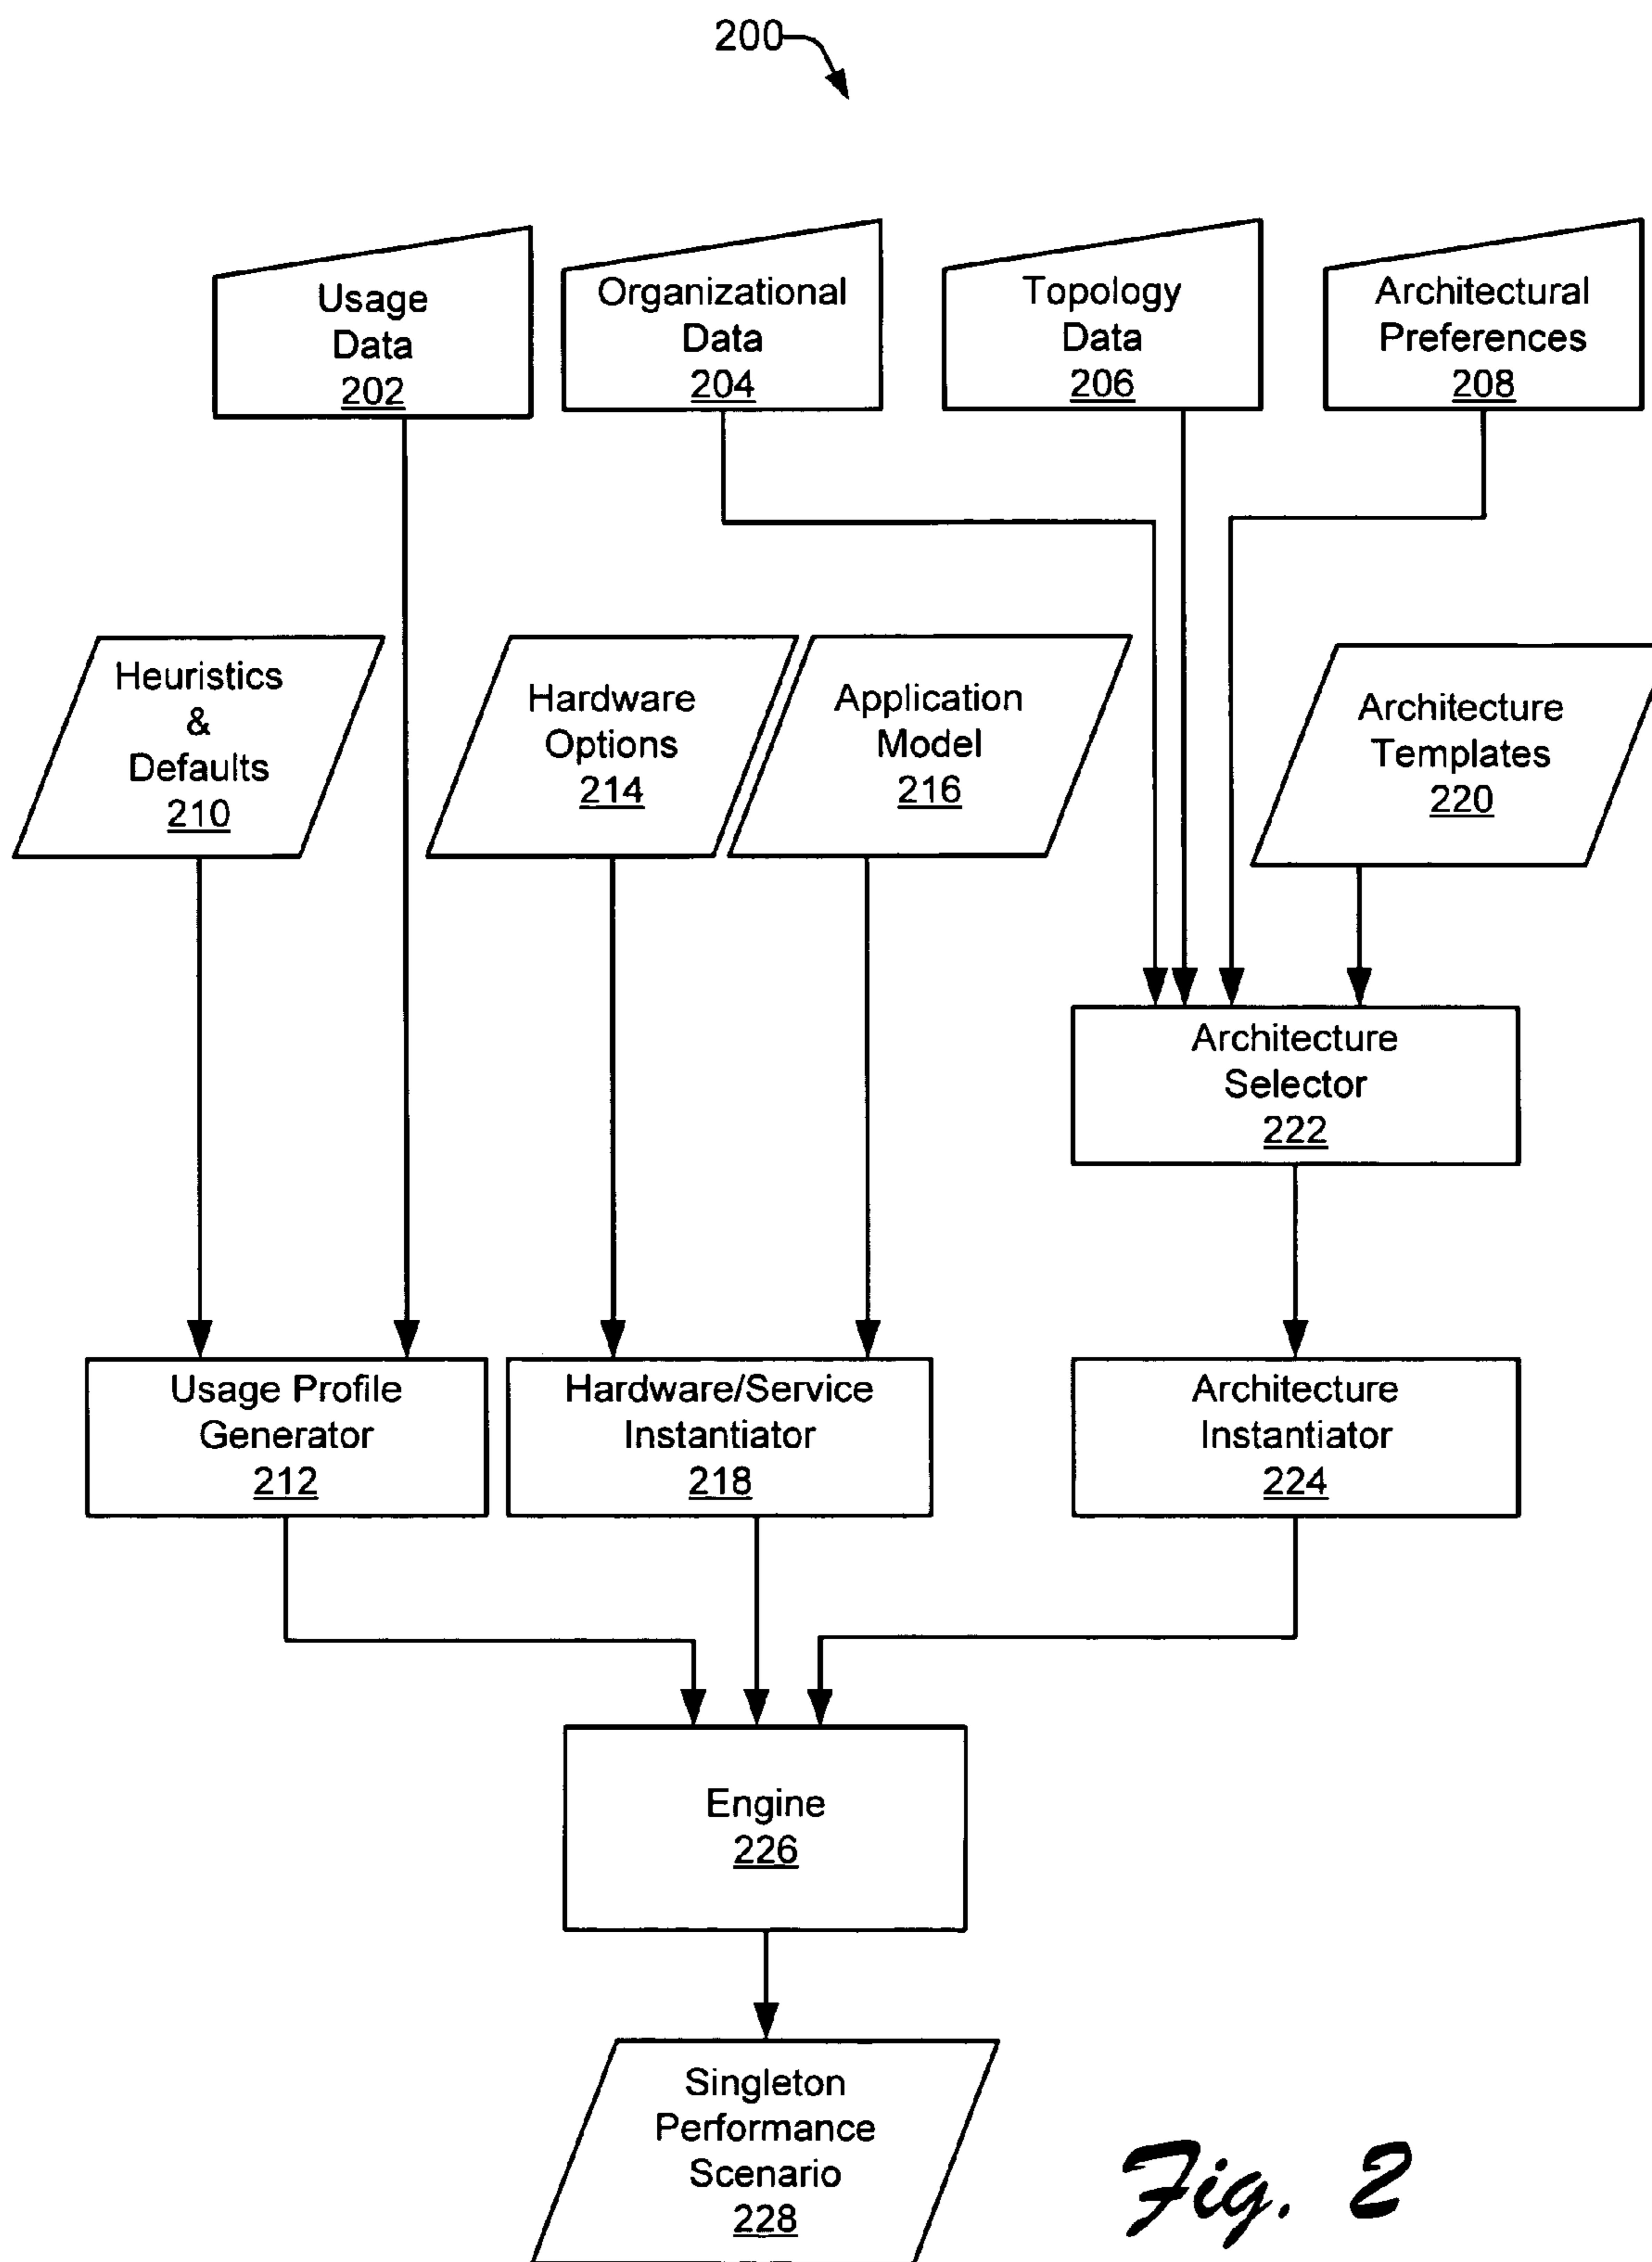 200
Usage
Data
202
Organizational
Data
204
Topology
Data
206
Architectural
Preferences
208
Heuristics
&
Defaults
210
Hardware
Options
214
Application
Model
216
Architecture
Templates
220
Architecture
Selector
222
Usage Profile
Generator
212
Hardware/Service
Instantiator
218
Architecture
Instantiator
224
Engine
226
Singleton
Performance
Scenario
228
Fig. 2